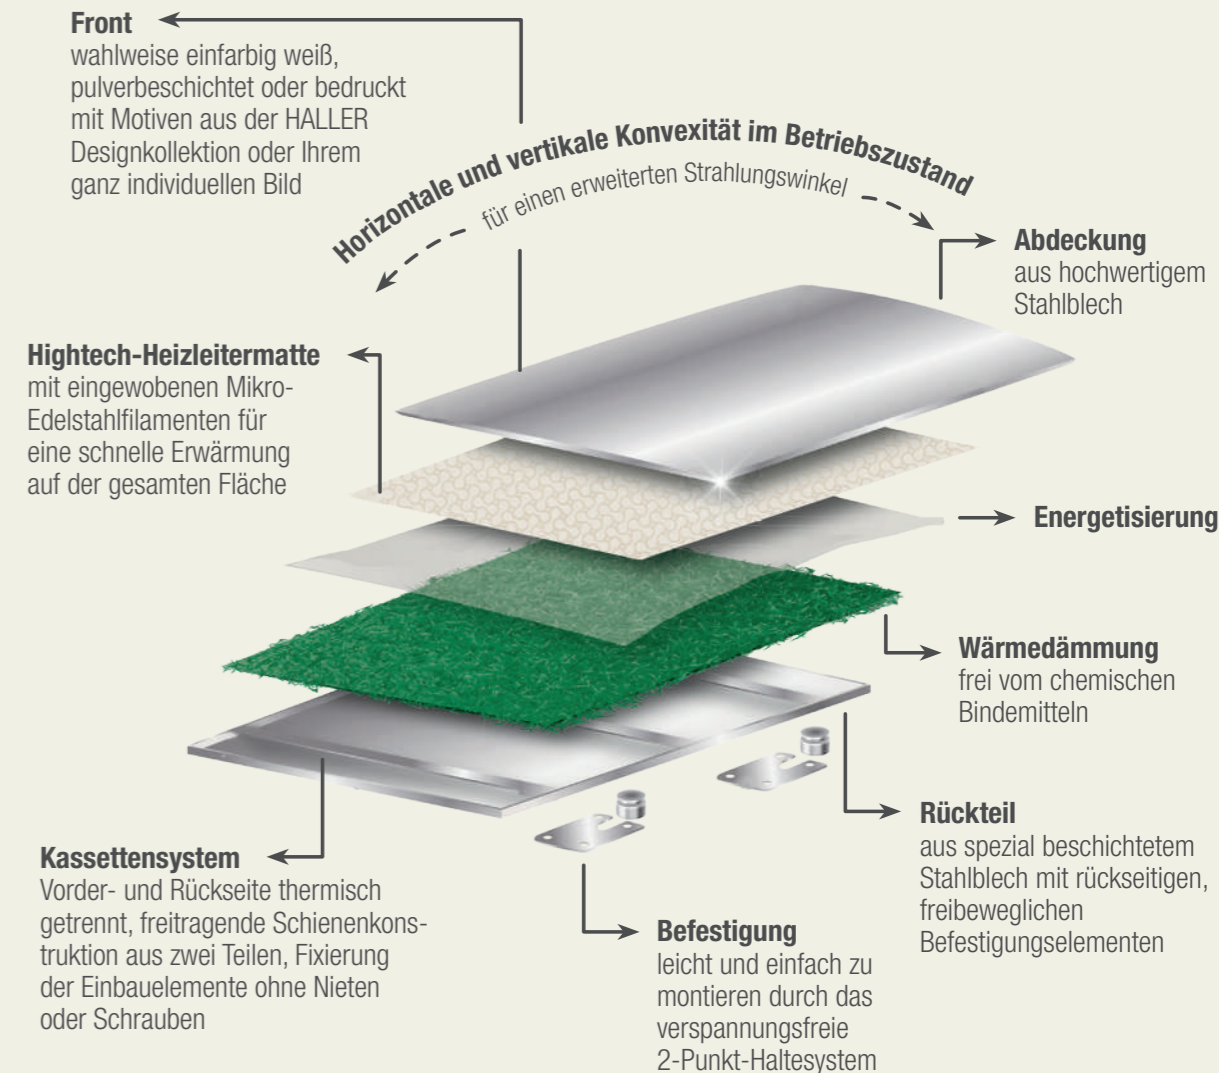 Front
wahlweise einfarbig weiß,
pulverbeschichtet oder bedruckt
mit Motiven aus der HALLER
Designkollektion oder Ihrem
ganz individuellen Bild
Horizontale und vertikale Konvexität im Betriebszustand
für einen erweiterten Strahlungswinkel
Abdeckung
aus hochwertigem
Stahlblech
Hightech-Heizleitermatte
mit eingewobenen Mikro-
Edelstahlfilamenten für
eine schnelle Erwärmung
auf der gesamten Fläche
Energetisierung
Wärmedämmung
frei vom chemischen
Bindemitteln
Rückteil
aus spezial beschichtetem
Stahlblech mit rückseitigen,
freibeweglichen
Befestigungselementen
Kassettensystem
Vorder- und Rückseite thermisch
getrennt, freitragende Schienenkons-
truktion aus zwei Teilen, Fixierung
der Einbauelemente ohne Nieten
oder Schrauben
Befestigung
leicht und einfach zu
montieren durch das
verspannungsfreie
2-Punkt-Haltesystem